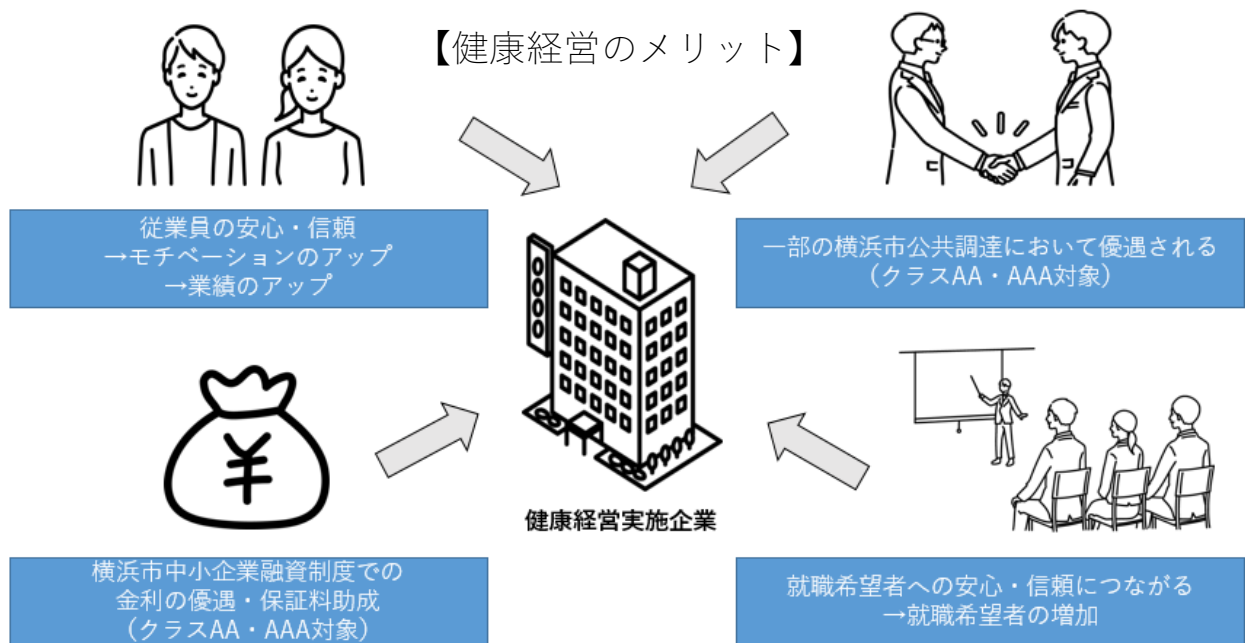 【健康経営のメリット】
従業員の安心・信頼
→モチベーションのアップ
→業績のアップ
一部の横浜市公共調達において優遇される
(クラスAA・AAA対象)
健康経営実施企業
横浜市中小企業融資制度での
金利の優遇・保証料助成
(クラスAA・AAA対象)
就職希望者への安心・信頼につながる
→就職希望者の増加